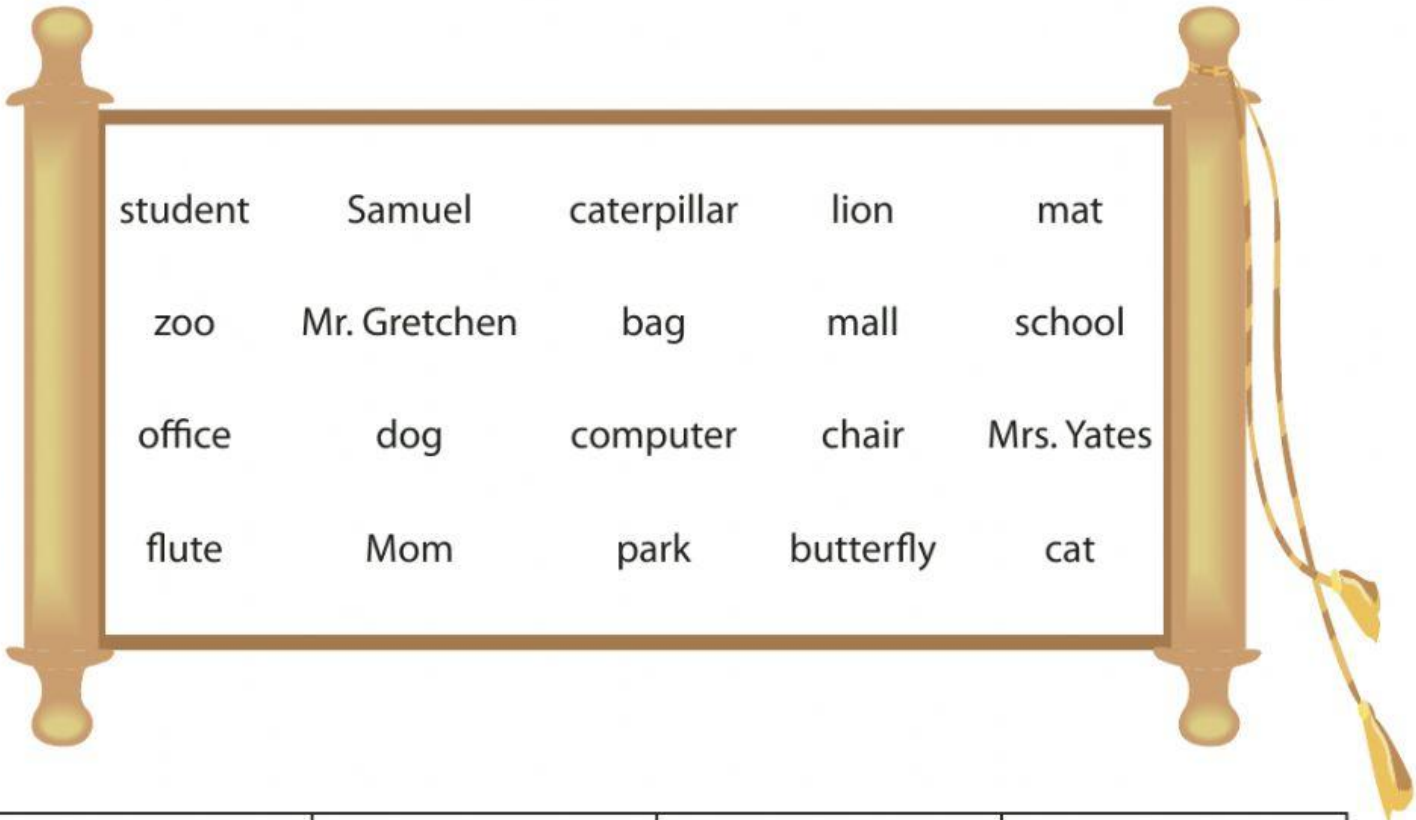 student Samuel caterpillar lion mat
zoo Mr. Gretchen bag mall school
office dog computer chair Mrs. Yates
flute Mom park butterfly cat